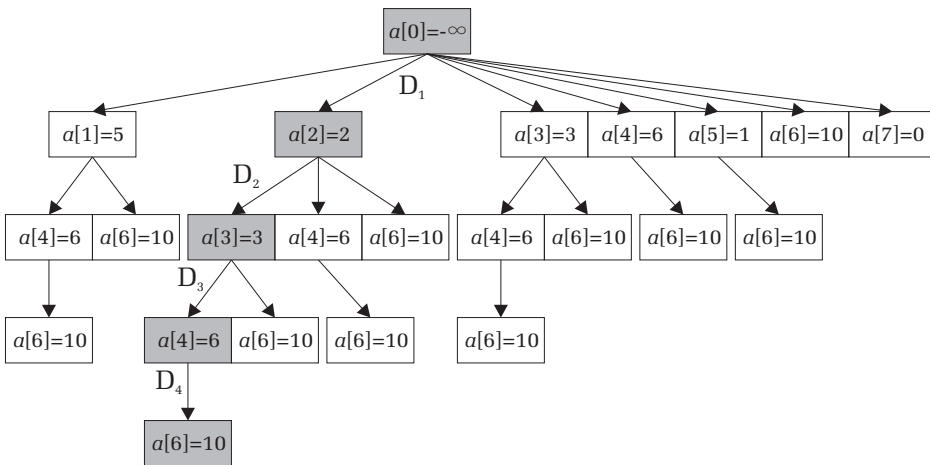 a[0]=-∞
D₁
a[1]=5 a[2]=2 a[3]=3 a[4]=6 a[5]=1 a[6]=10 a[7]=0
D₂
a[4]=6 a[6]=10 a[3]=3 a[4]=6 a[6]=10 a[4]=6 a[6]=10 a[6]=10 a[6]=10
D₃
a[6]=10 a[4]=6 a[6]=10 a[6]=10 a[6]=10
D₄
a[6]=10